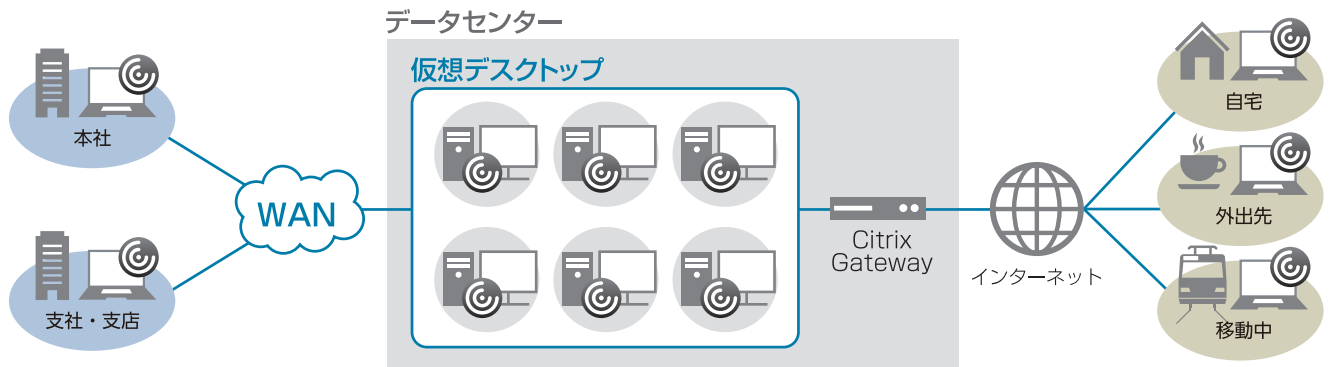 データセンター
仮想デスクトップ
本社
支社・支店
WAN
Citrix
Gateway
インターネット
自宅
外出先
移動中